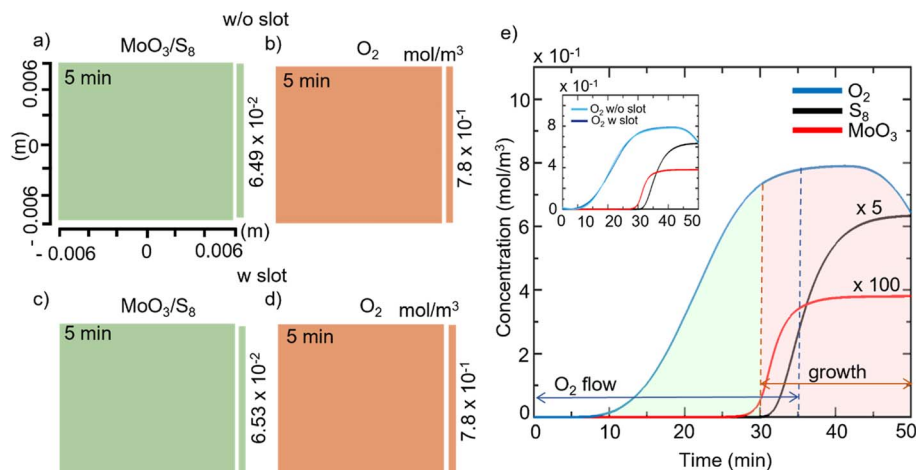 w/o slot
a)
MoO₃/S₈
b)
O₂
mol/m³
5 min
5 min
0.006
0
0.006
(m)
6.49 x 10⁻²
7.8 x 10⁻¹
- 0.006
0
0.006
(m)
w slot
c)
MoO₃/S₈
d)
O₂
mol/m³
5 min
5 min
6.53 x 10⁻²
7.8 x 10⁻¹
e)
x 10⁻¹
10
8
6
4
2
0
Concentration (mol/m³)
x 10⁻¹
8
4
0
O₂ w/o slot
O₂ w slot
0 10 20 30 40 50
O₂
S₈
MoO₃
x 5
x 100
O₂ flow
growth
0 10 20 30 40 50
Time (min)